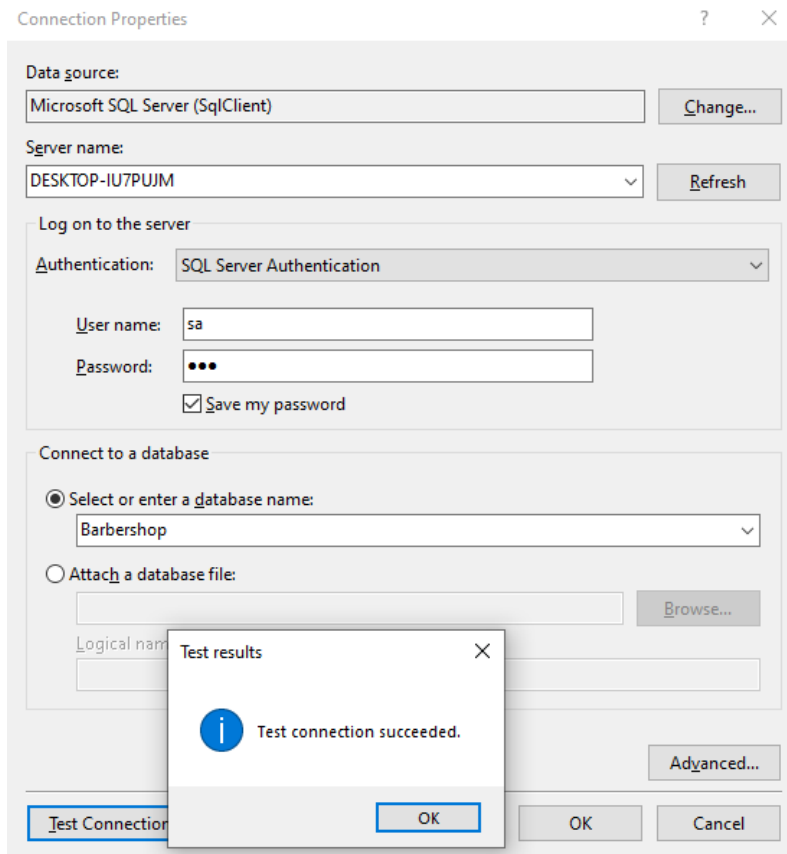 Connection Properties
?
Data source:
Microsoft SQL Server (SqlClient)
Change...
Server name:
DESKTOP-IU7PUJM
Refresh
Log on to the server
Authentication:
SQL Server Authentication
User name:
sa
Password:
●●●
Save my password
Connect to a database
Select or enter a database name:
Barbershop
Attach a database file:
Browse...
Logical nam
Test results
Test connection succeeded.
OK
Advanced...
Test Connection
OK
Cancel